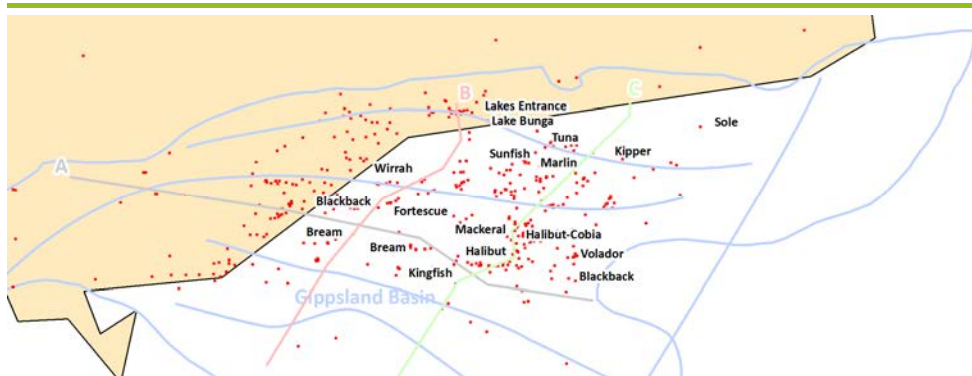 B
C
Lakes Entrance
Lake Bunga
Sole
Tuna
Sunfish
Kipper
Marlin
A
Wirrah
Blackback
Fortescue
Mackeral
Halibut-Cobia
Bream
Bream
Halibut
Volador
Kingfish
Blackback
Gippsland Basin